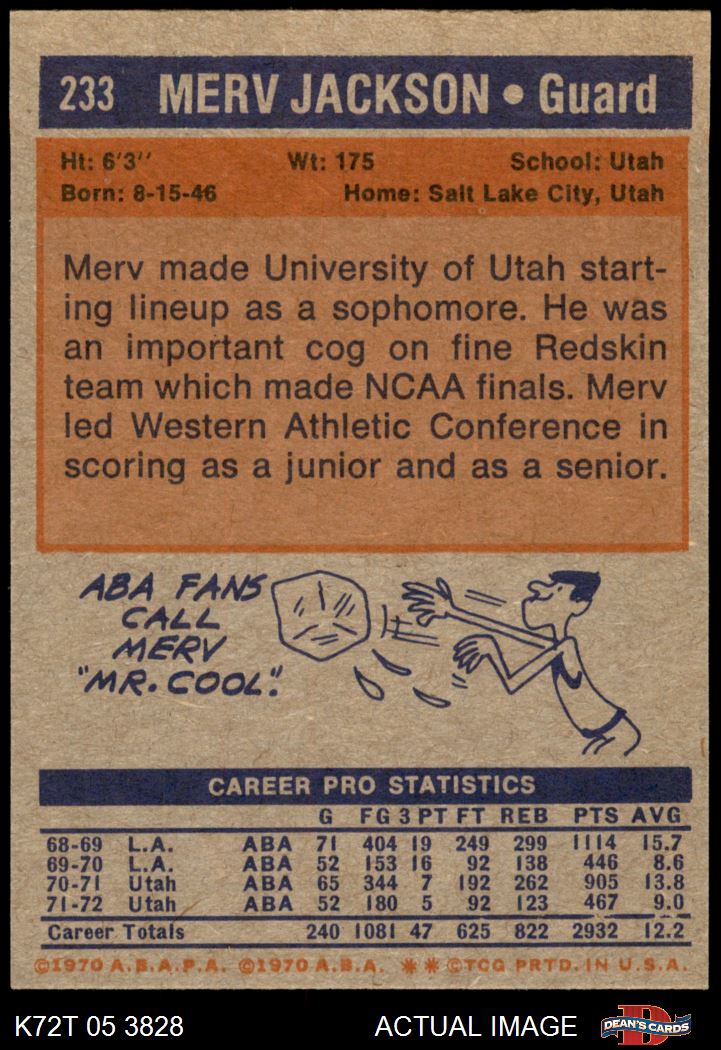 233 MERV JACKSON • Guard
Ht: 6'3'' Wt: 175 School: Utah
Born: 8-15-46 Home: Salt Lake City, Utah
Merv made University of Utah start-
ing lineup as a sophomore. He was
an important cog on fine Redskin
team which made NCAA finals. Merv
led Western Athletic Conference in
scoring as a junior and as a senior.
ABA FANS
CALL
MERV
"MR. COOL".
CAREER PRO STATISTICS
G FG 3 PT FT REB PTS AVG
68-69 L.A. ABA 71 404 19 249 299 1114 15.7
69-70 L.A. ABA 52 153 16 92 138 446 8.6
70-71 Utah ABA 65 344 7 192 262 905 13.8
71-72 Utah ABA 52 180 5 92 123 467 9.0
Career Totals 240 1081 47 625 822 2932 12.2
©1970 A.B.A.P.A. ©1970 A.B.A. ** ©TCG PRTD. IN U.S.A.
K72T 05 3828 ACTUAL IMAGE D DEAN'S CARDS